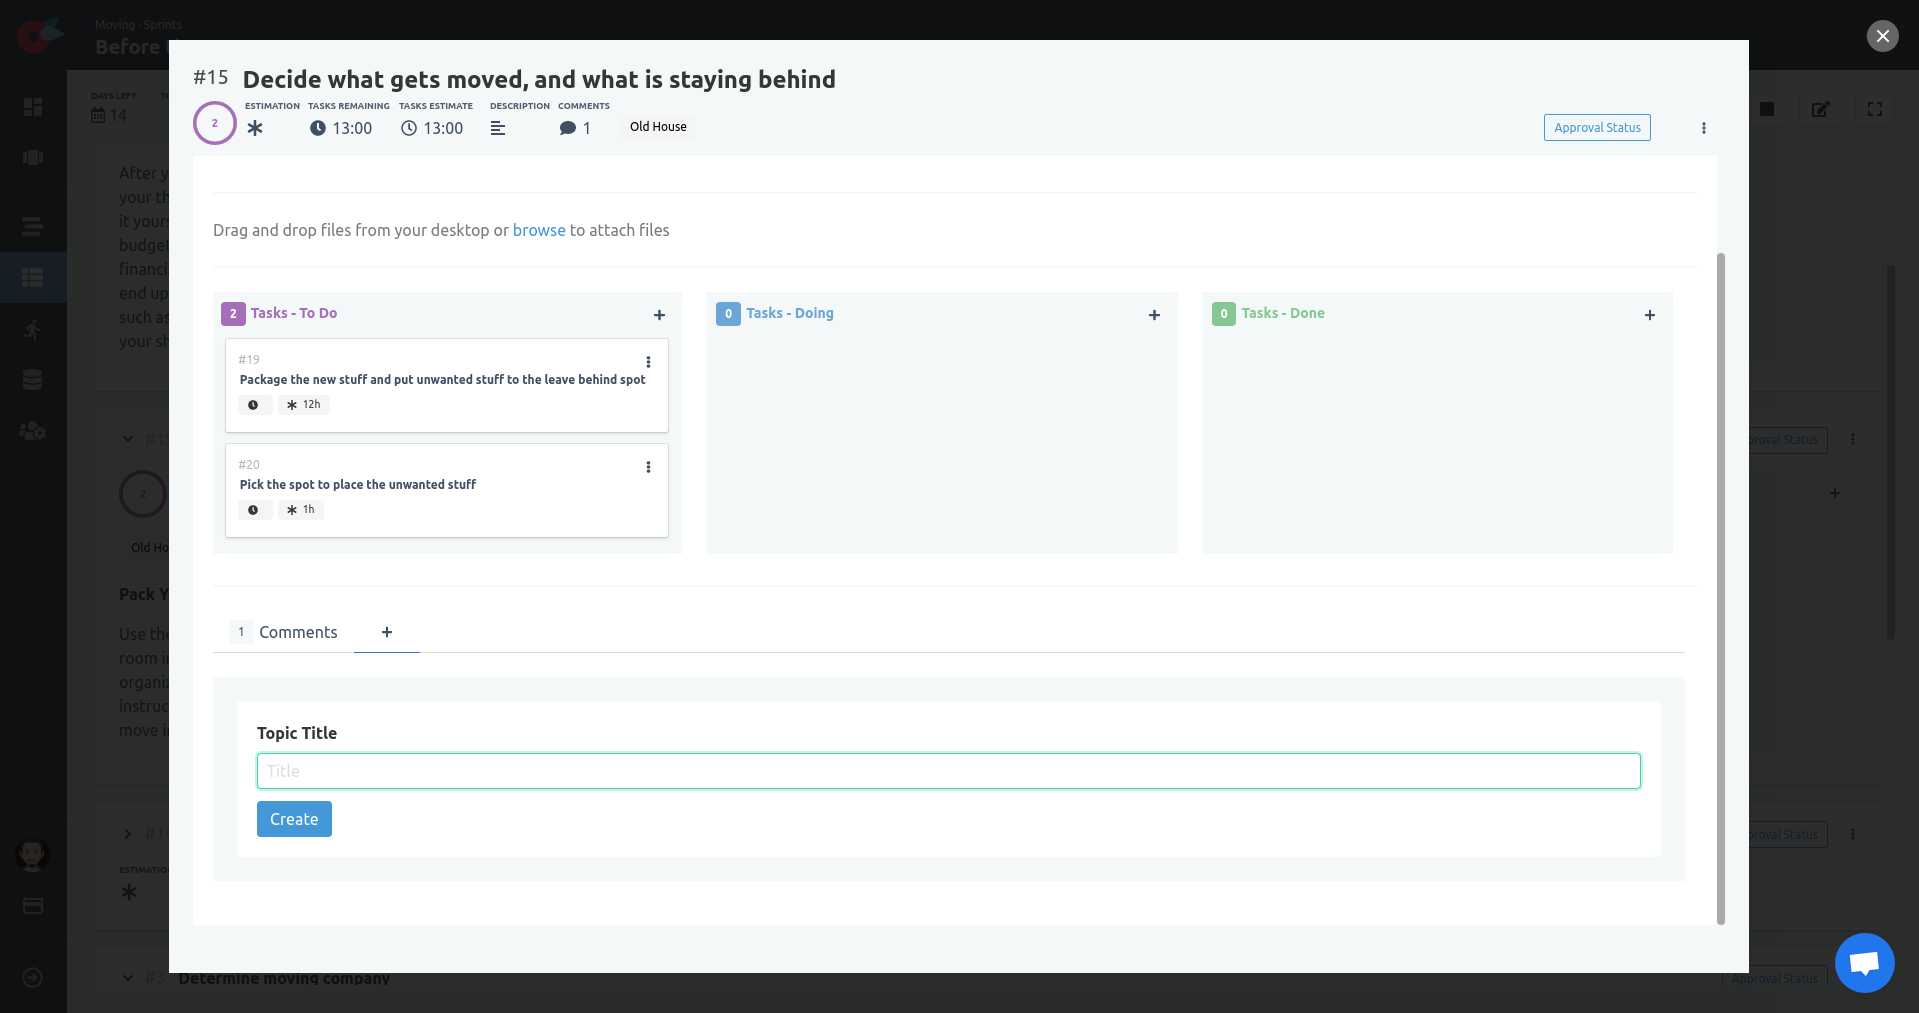 Moving - Sprints
Before
#15 Decide what gets moved, and what is staying behind
2
ESTIMATION
TASKS REMAINING
13:00
TASKS ESTIMATE
13:00
DESCRIPTION
COMMENTS
1
Old House
Approval Status
DAYS LEFT
14
After y
your th
it yours
budget
financi
end up
such as
your sh
Drag and drop files from your desktop or browse to attach files
2 Tasks - To Do
#19
Package the new stuff and put unwanted stuff to the leave behind spot
12h
#20
Pick the spot to place the unwanted stuff
1h
0 Tasks - Doing
0 Tasks - Done
1 Comments
Topic Title
Title
Create
#15
2
Old Ho
Pack Y
Use the
room in
organiz
instruc
move in
proval Status
#14
ESTIMATION
proval Status
#3 Determine moving company
Approval Status